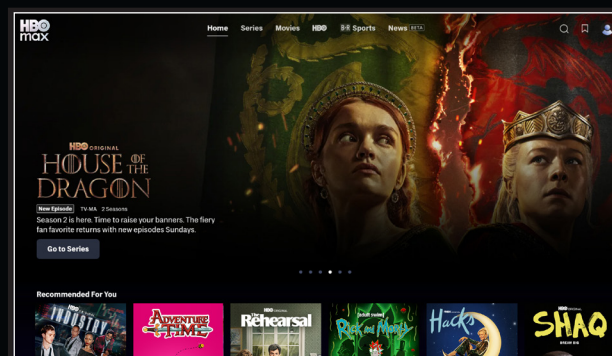 HBO
max
Home Series Movies HBO B/R Sports News BETA
HBO ORIGINAL
HOUSE OF THE
DRAGON
New Episode TV-MA 2 Seasons
Season 2 is here. Time to raise your banners. The fiery
fan favorite returns with new episodes Sundays.
Go to Series
Recommended For You
INDUSTRY
ADVENTURE
TIME
The
Rehearsal
[adult swim]
Rick and Morty
Hacks
SHAQ